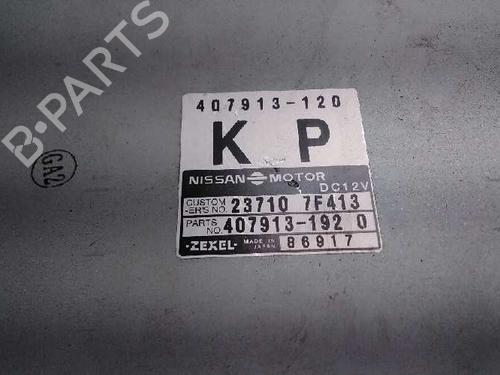 B-PARTS
GA2
407913-120
K P
NISSAN MOTOR
DC12V
CUSTOM
-ERS NO. 23710 7F413
PARTS
NO. 407913-192 0
-ZEXEL- MADE IN
JAPAN 86917